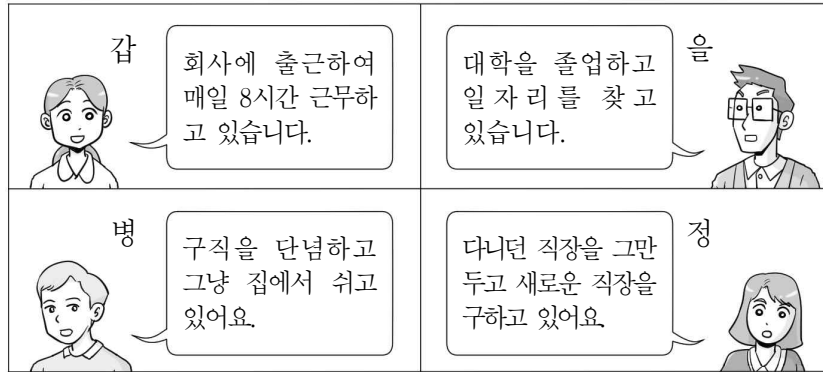 갑
회사에 출근하여
매일 8시간 근무하
고 있습니다.
을
대학을 졸업하고
일자리를 찾고
있습니다.
병
구직을 단념하고
그냥 집에서 쉬고
있어요.
정
다니던 직장을 그만
두고 새로운 직장을
구하고 있어요.